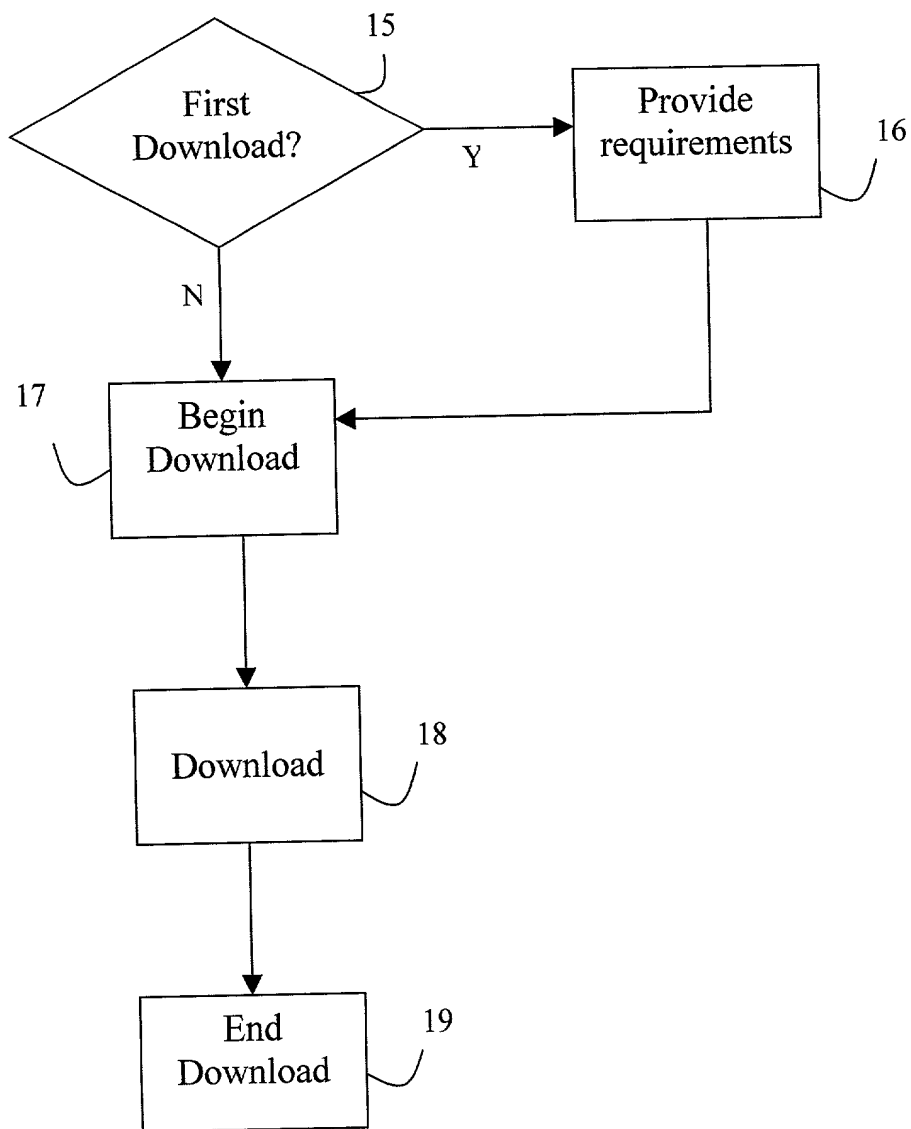 15
First
Download?
Y
Provide
requirements
16
N
17
Begin
Download
Download
18
End
Download
19